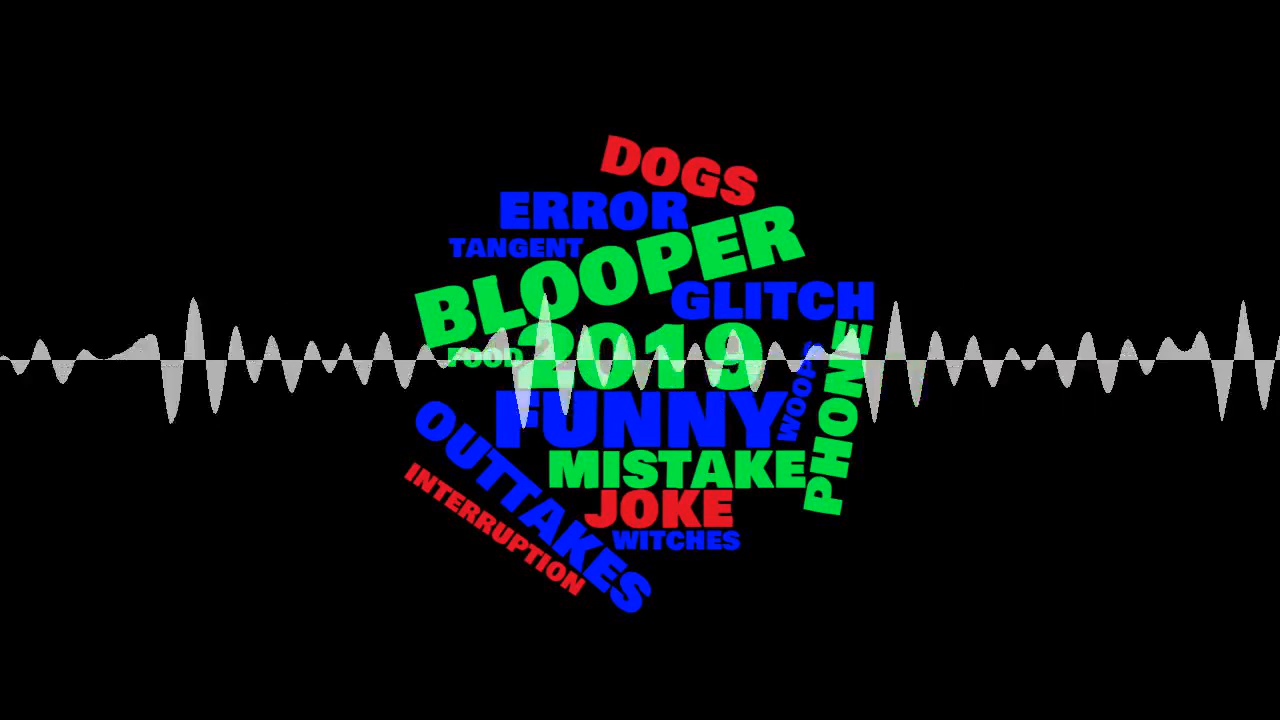 DOGS
ERROR
TANGENT
BLOOPER
GLITCH
FOOD
2019
WOOPS
PHONE
FUNNY
OUTTAKES
MISTAKE
INTERRUPTION
JOKE
WITCHES